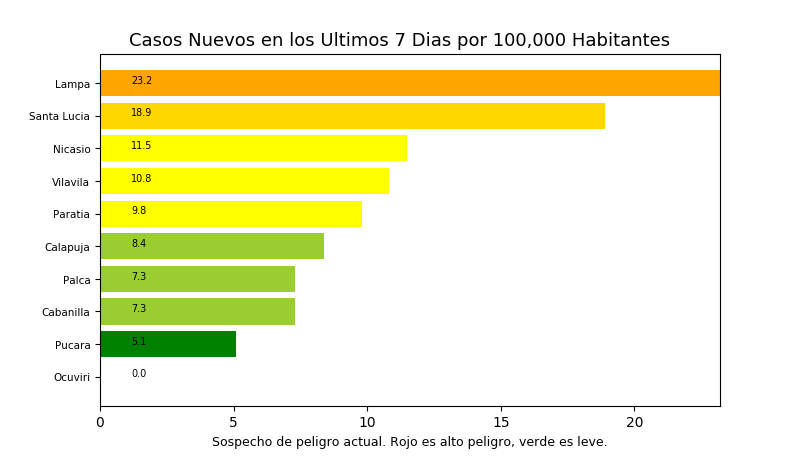 Casos Nuevos en los Ultimos 7 Dias por 100,000 Habitantes
Lampa 23.2
Santa Lucia 18.9
Nicasio 11.5
Vilavila 10.8
Paratia 9.8
Calapuja 8.4
Palca 7.3
Cabanilla 7.3
Pucara 5.1
Ocuviri 0.0
0 5 10 15 20
Sospecho de peligro actual. Rojo es alto peligro, verde es leve.